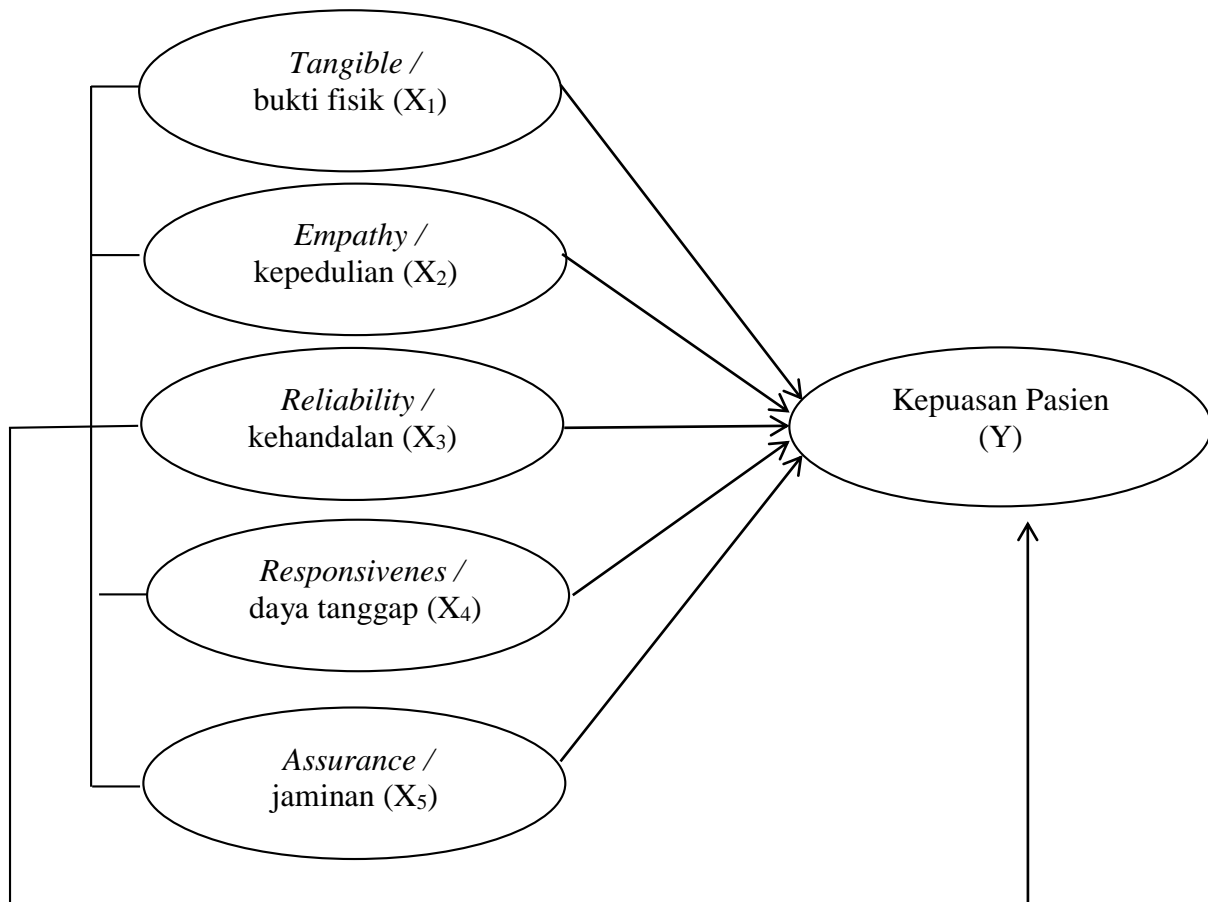 Tangible /
bukti fisik (X₁)
Empathy /
kepedulian (X₂)
Reliability /
kehandalan (X₃)
Kepuasan Pasien
(Y)
Responsivenes /
daya tanggap (X₄)
Assurance /
jaminan (X₅)